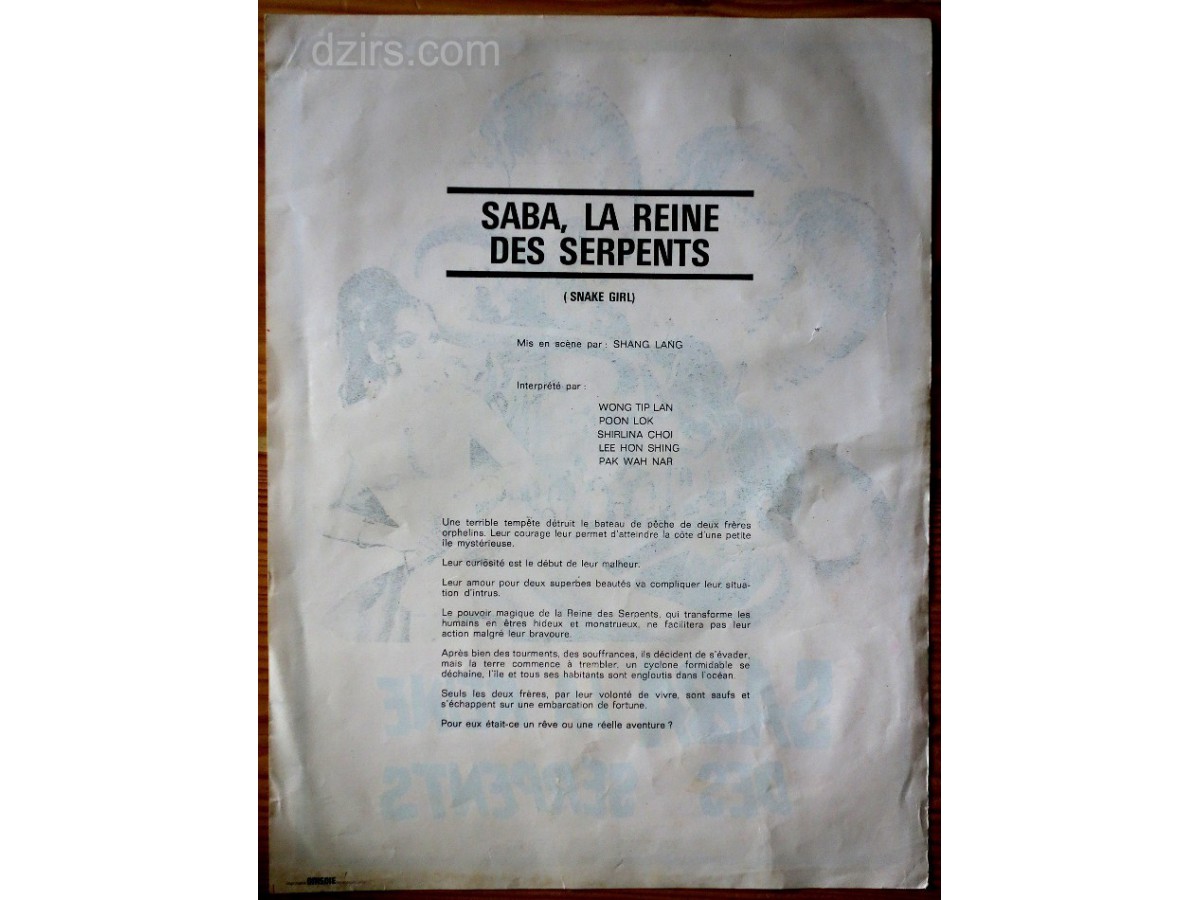 dzirs.com
SABA, LA REINE
DES SERPENTS
(SNAKE GIRL)
Mis en scène par : SHANG LANG
Interprété par :
WONG TIP LAN
POON LOK
SHIRLINA CHOI
LEE HON SHING
PAK WAH NAR
Une terrible tempête détruit le bateau de pêche de deux frères
orphelins. Leur courage leur permet d'atteindre la côte d'une petite
île mystérieuse.
Leur curiosité est le début de leur malheur.
Leur amour pour deux superbes beautés va compliquer leur situa-
tion d'intrus.
Le pouvoir magique de la Reine des Serpents, qui transforme les
humains en êtres hideux et monstrueux, ne facilitera pas leur
action malgré leur bravoure.
Après bien des tourments, des souffrances, ils décident de s'évader,
mais la terre commence à trembler, un cyclone formidable se
déchaine, l'île et tous ses habitants sont engloutis dans l'océan.
Seuls les deux frères, par leur volonté de vivre, sont saufs et
s'échappent sur une embarcation de fortune.
Pour eux était-ce un rêve ou une réelle aventure ?
DES SERPENTS